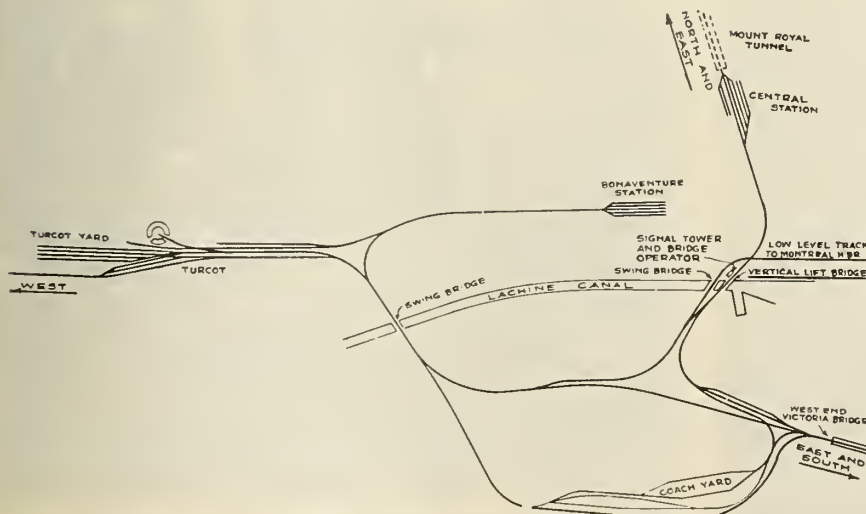 NORTH AND
EAST
MOUNT ROYAL
TUNNEL
CENTRAL
STATION
BONAVENTURE
STATION
TURCOT YARD
TURCOT
WEST
SIGNAL TOWER
AND BRIDGE
OPERATOR
SWING BRIDGE
LOW LEVEL TRACK
TO MONTREAL HBR
VERTICAL LIFT BRIDGE
SWING BRIDGE
LACHINE CANAL
WEST END
VICTORIA BRIDGE
EAST AND
SOUTH
COACH YARD